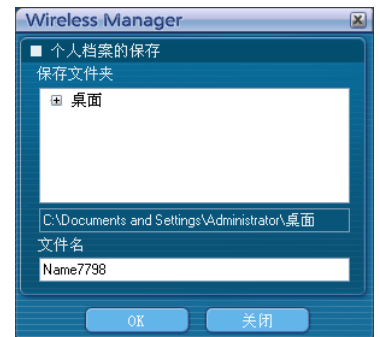 Wireless Manager
个人档案的保存
保存文件夹
桌面
C:\Documents and Settings\Administrator\桌面
文件名
Name7798
OK 关闭